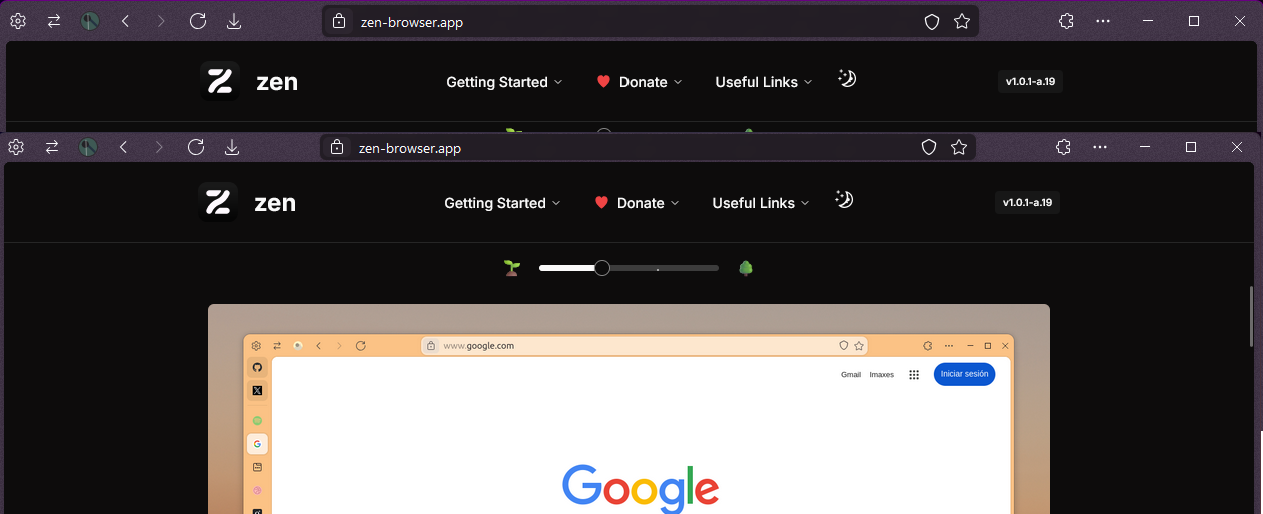 zen-browser.app
zen Getting Started Donate Useful Links v1.0.1-a.19
zen-browser.app
zen Getting Started Donate Useful Links v1.0.1-a.19
www.google.com
Gmail Imaxes Iniciar sesión
Google